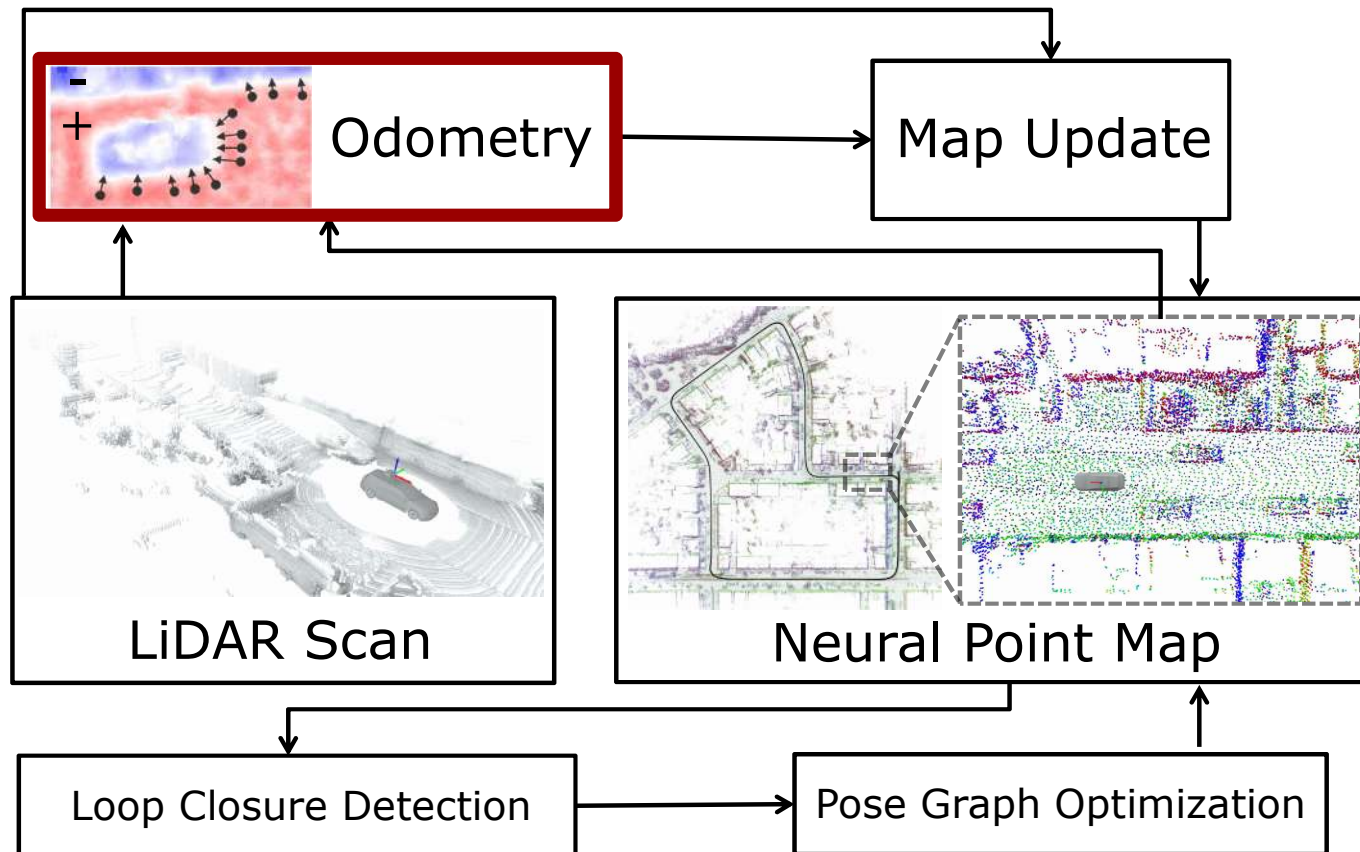 -
+
Odometry
Map Update
LiDAR Scan
Neural Point Map
Loop Closure Detection
Pose Graph Optimization